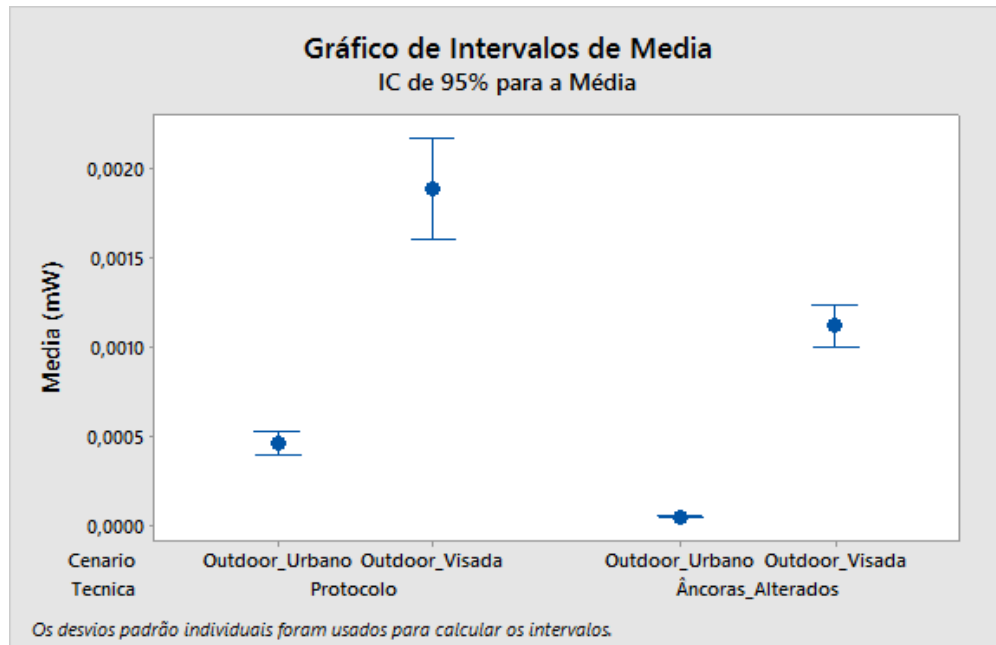 Gráfico de Intervalos de Media
IC de 95% para a Média
Media (mW)
0,0020
0,0015
0,0010
0,0005
0,0000
Cenario Outdoor_Urbano Outdoor_Visada Outdoor_Urbano Outdoor_Visada
Tecnica Protocolo Âncoras_Alterados
Os desvios padrão individuais foram usados para calcular os intervalos.